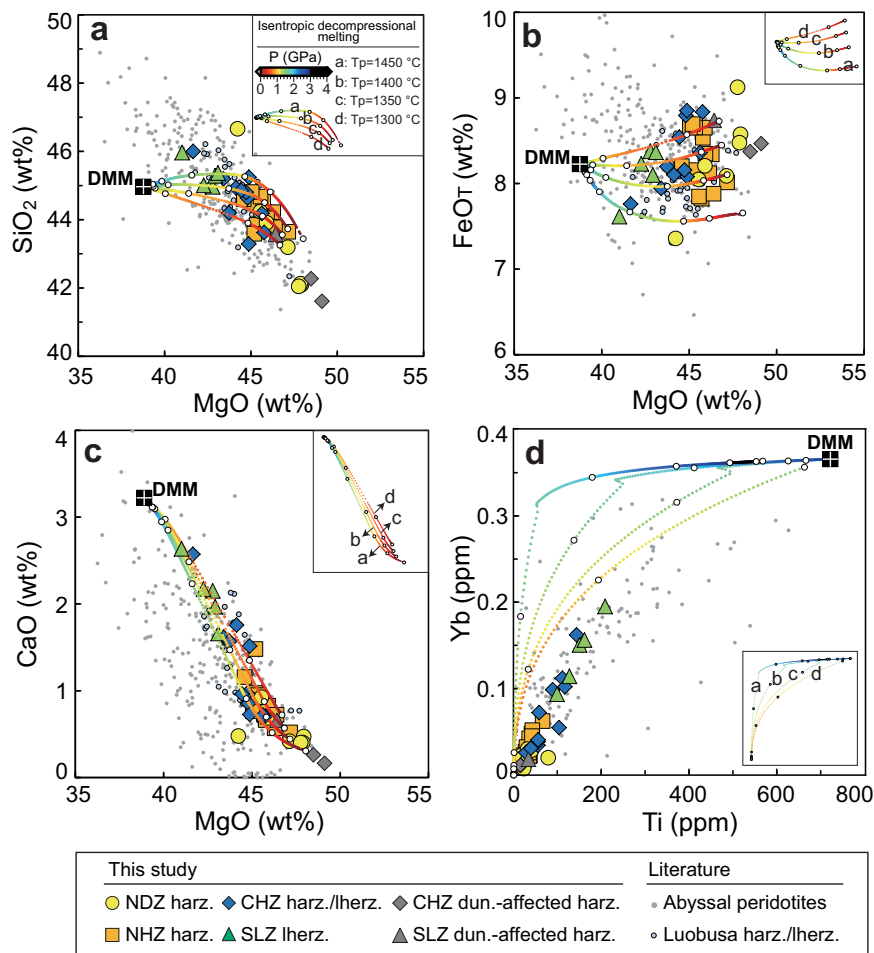 a
Isentropic decompressional
melting
P (GPa)
0 1 2 3 4
a: Tp=1450 °C
b: Tp=1400 °C
c: Tp=1350 °C
d: Tp=1300 °C
a
b
c
d
DMM
50
48
46
44
42
40
SiO₂ (wt%)
35 40 45 50 55
MgO (wt%)
b
d
c
b
a
DMM
10
9
8
7
6
FeOT (wt%)
35 40 45 50 55
MgO (wt%)
c
d
c
b
a
DMM
4
3
2
1
0
CaO (wt%)
35 40 45 50 55
MgO (wt%)
d
DMM
a b c d
0.4
0.3
0.2
0.1
0
Yb (ppm)
0 200 400 600 800
Ti (ppm)
This study
Literature
NDZ harz.
CHZ harz./lherz.
CHZ dun.-affected harz.
Abyssal peridotites
NHZ harz.
SLZ lherz.
SLZ dun.-affected harz.
Luobusa harz./lherz.